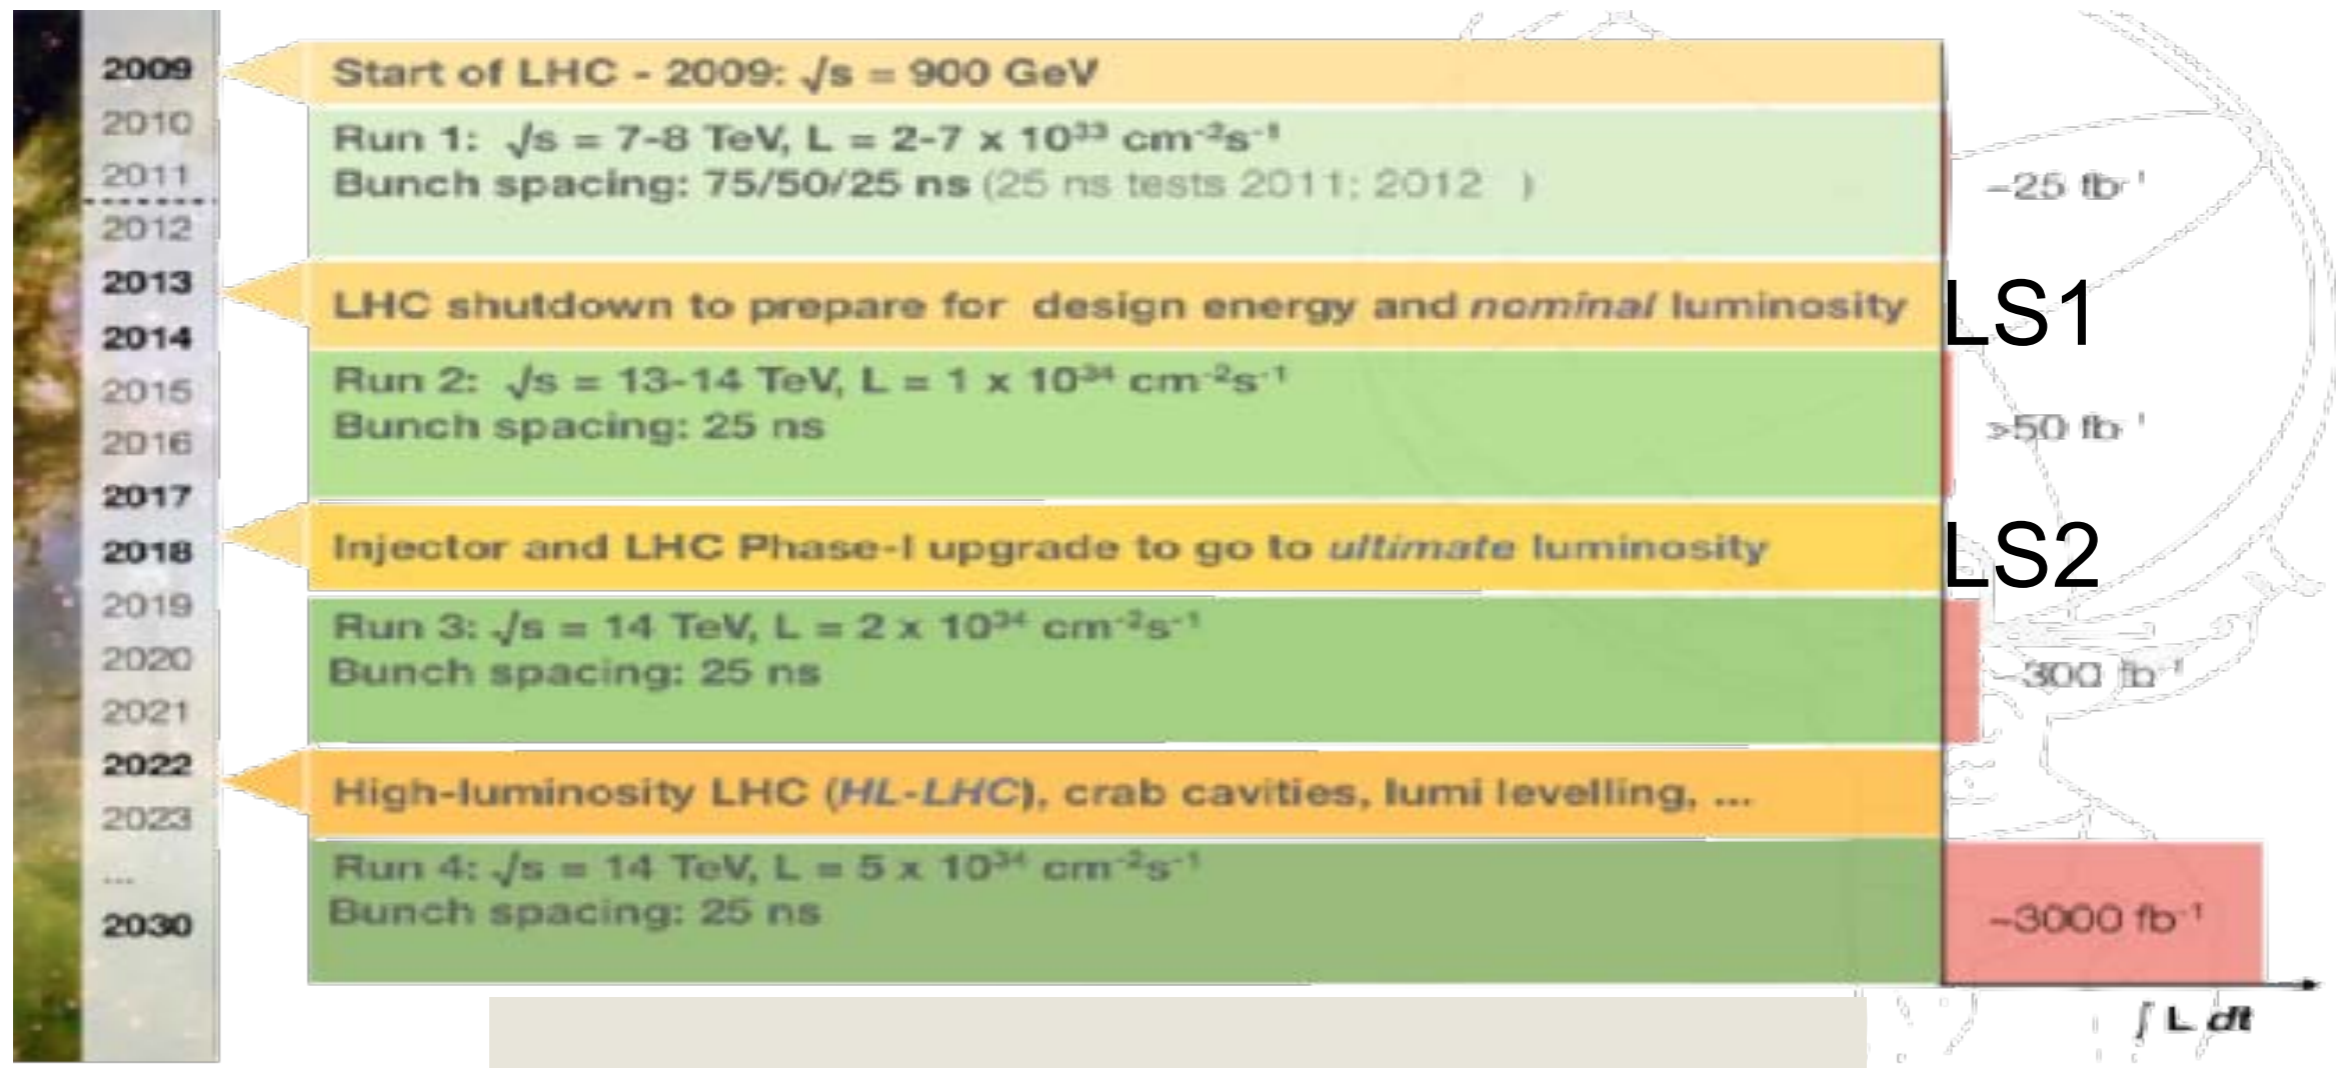 2009
Start of LHC - 2009: √s = 900 GeV
2010
2011
2012
Run 1: √s = 7-8 TeV, L = 2-7 x 10³³ cm⁻²s⁻¹
Bunch spacing: 75/50/25 ns (25 ns tests 2011; 2012 )
~25 fb⁻¹
2013
2014
LHC shutdown to prepare for design energy and nominal luminosity
LS1
2015
2016
Run 2: √s = 13-14 TeV, L = 1 x 10³⁴ cm⁻²s⁻¹
Bunch spacing: 25 ns
>50 fb⁻¹
2017
2018
Injector and LHC Phase-I upgrade to go to ultimate luminosity
LS2
2019
2020
2021
Run 3: √s = 14 TeV, L = 2 x 10³⁴ cm⁻²s⁻¹
Bunch spacing: 25 ns
~300 fb⁻¹
2022
2023
High-luminosity LHC (HL-LHC), crab cavities, lumi levelling, ...
...
2030
Run 4: √s = 14 TeV, L = 5 x 10³⁴ cm⁻²s⁻¹
Bunch spacing: 25 ns
~3000 fb⁻¹
∫ L dt